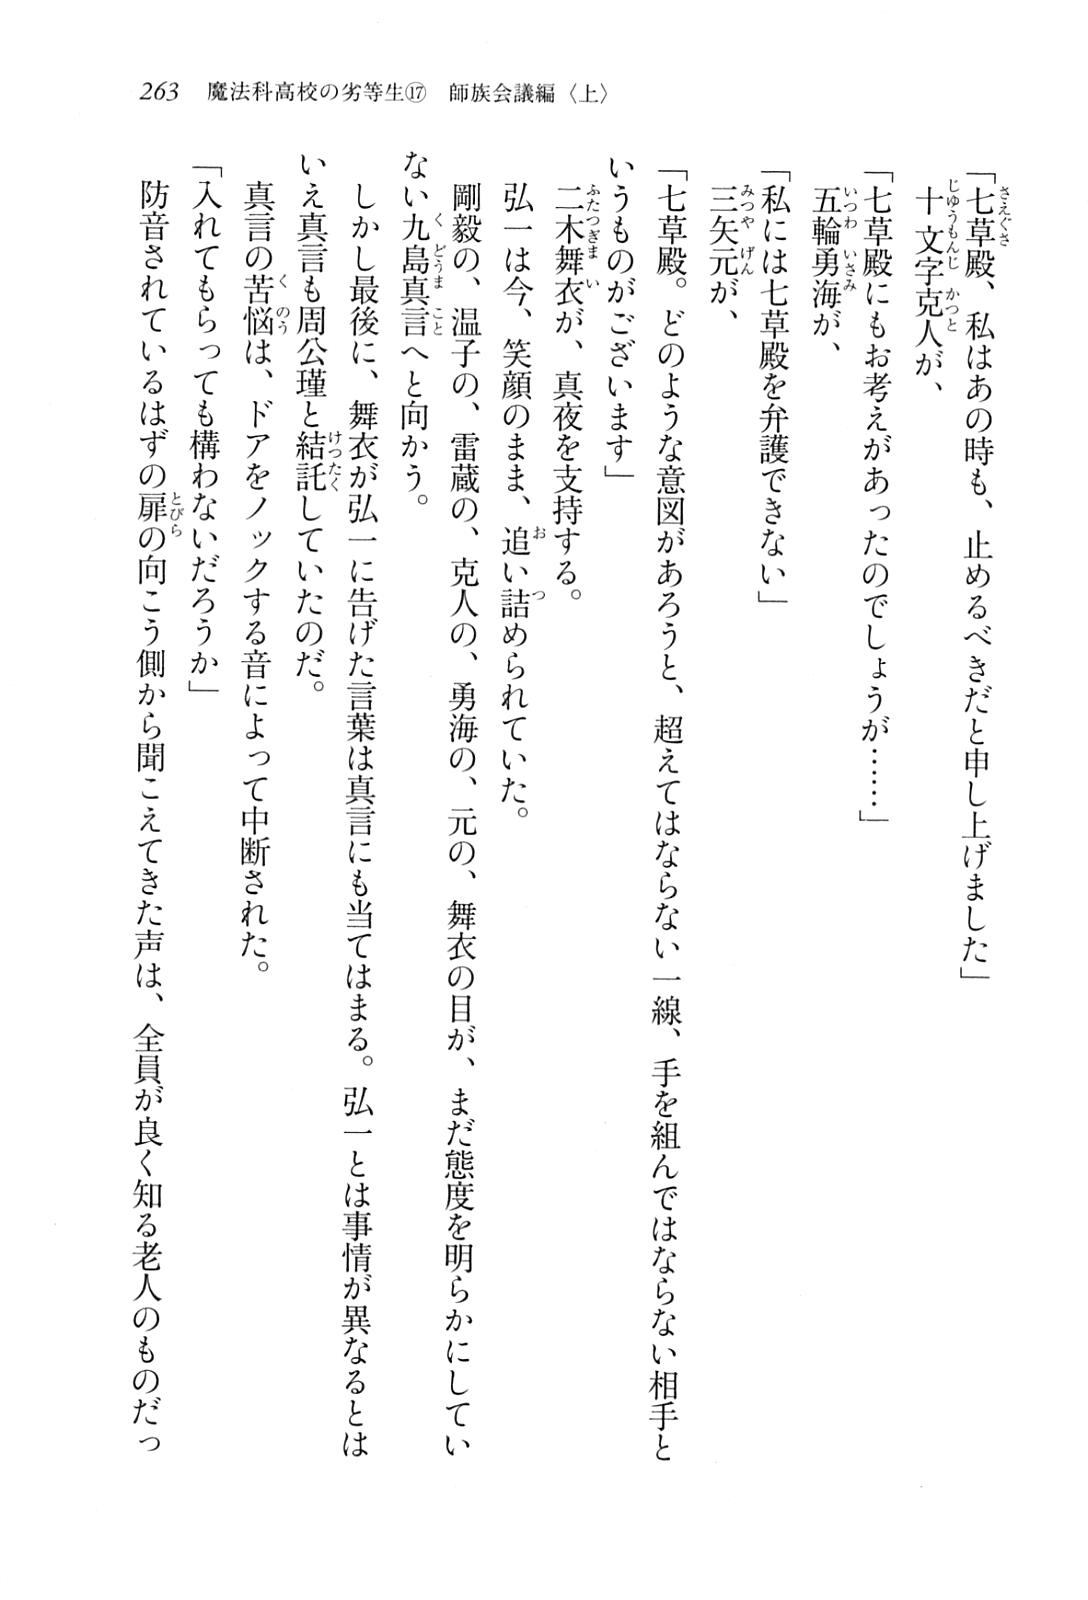 263 魔法科高校の劣等生⑰ 師族会議編〈上〉
「七草殿、私はあの時も、止めるべきだと申し上げました」
十文字克人が、
「七草殿にもお考えがあったのでしょうが……」
五輪勇海が、
「私には七草殿を弁護できない」
三矢元が、
「七草殿。どのような意図があろうと、超えてはならない一線、手を組んではならない相手と
いうものがございます」
二木舞衣が、真夜を支持する。
弘一は今、笑顔のまま、追い詰められていた。
剛毅の、温子の、雷蔵の、克人の、勇海の、元の、舞衣の目が、まだ態度を明らかにしてい
ない九島真言へと向かう。
しかし最後に、舞衣が弘一に告げた言葉は真言にも当てはまる。弘一とは事情が異なるとは
いえ真言も周公瑾と結託していたのだ。
真言の苦悩は、ドアをノックする音によって中断された。
「入れてもらっても構わないだろうか」
防音されているはずの扉の向こう側から聞こえてきた声は、全員が良く知る老人のものだっ